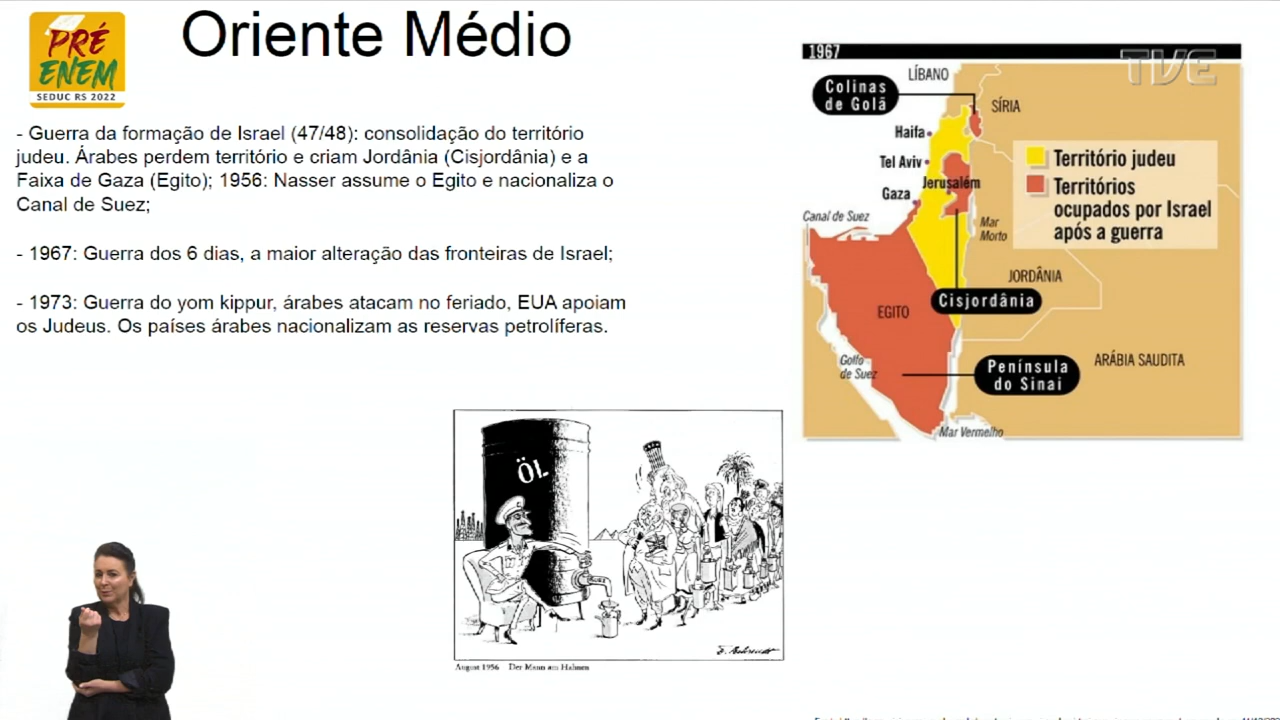 PRÉ
ENEM
SEDUC RS 2022
Oriente Médio
- Guerra da formação de Israel (47/48): consolidação do território
judeu. Árabes perdem território e criam Jordânia (Cisjordânia) e a
Faixa de Gaza (Egito); 1956: Nasser assume o Egito e nacionaliza o
Canal de Suez;
- 1967: Guerra dos 6 dias, a maior alteração das fronteiras de Israel;
- 1973: Guerra do yom kippur, árabes atacam no feriado, EUA apoiam
os Judeus. Os países árabes nacionalizam as reservas petrolíferas.
1967
TVE
LÍBANO
Colinas
de Golã
SÍRIA
Haifa
Tel Aviv
Jerusalém
Gaza
Território judeu
Territórios
ocupados por Israel
após a guerra
Canal de Suez
Mar
Morto
JORDÂNIA
Cisjordânia
EGITO
Golfo
de Suez
Península
do Sinai
ARÁBIA SAUDITA
Mar Vermelho
ÖL
August 1956 Der Mann am Hahnen